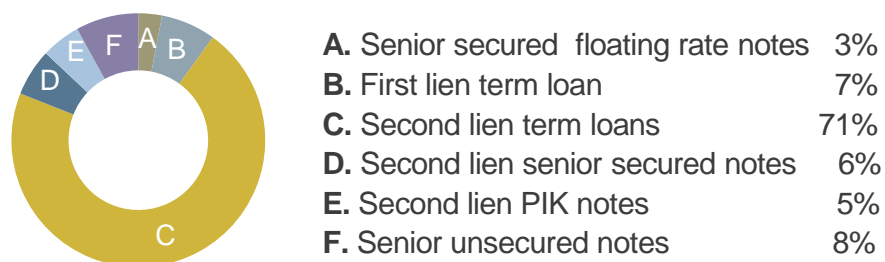 A
B
E
F
D
C
A. Senior secured floating rate notes 3%
B. First lien term loan 7%
C. Second lien term loans 71%
D. Second lien senior secured notes 6%
E. Second lien PIK notes 5%
F. Senior unsecured notes 8%